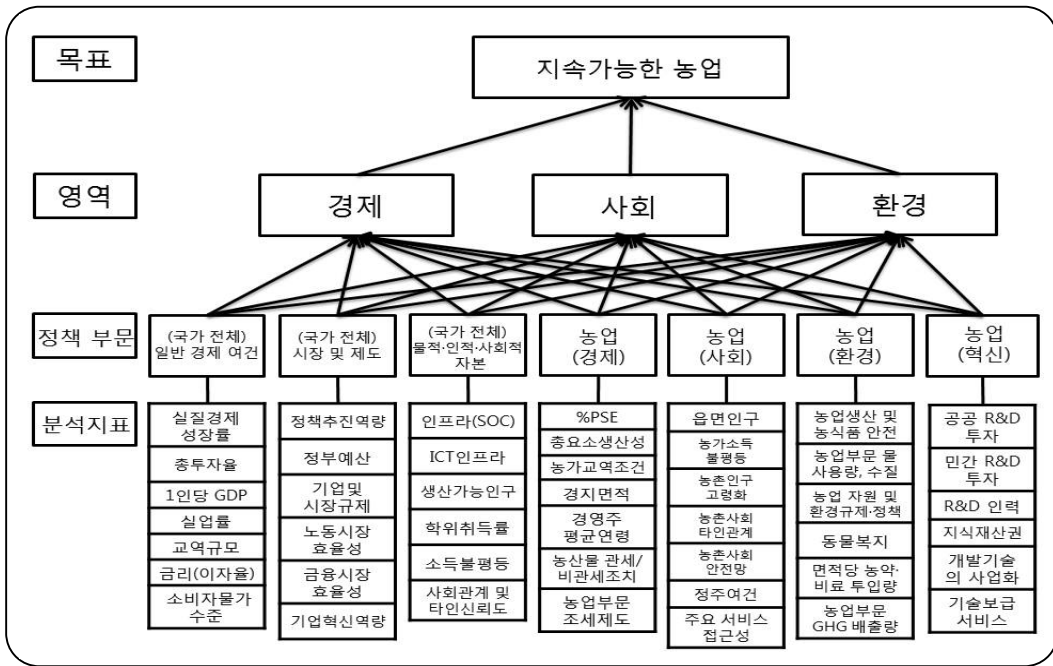 목표
지속가능한 농업
영역
경제
사회
환경
정책 부문
(국가 전체)
일반 경제 여건
(국가 전체)
시장 및 제도
(국가 전체)
물적·인적·사회적
자본
농업
(경제)
농업
(사회)
농업
(환경)
농업
(혁신)
분석지표
실질경제
성장률
총투자율
1인당 GDP
실업률
교역규모
금리(이자율)
소비자물가
수준
정책추진역량
정부예산
기업및
시장규제
노동시장
효율성
금융시장
효율성
기업혁신역량
인프라(SOC)
ICT인프라
생산가능인구
학위취득률
소득불평등
사회관계 및
타인신뢰도
%PSE
총요소생산성
농가교역조건
경지면적
경영주
평균연령
농산물 관세/
비관세조치
농업부문
조세제도
읍면인구
농가소득
불평등
농촌인구
고령화
농촌사회
타인관계
농촌사회
안전망
정주여건
주요 서비스
접근성
농업생산 및
농식품 안전
농업부문 물
사용량, 수질
농업 자원 및
환경규제·정책
동물복지
면적당 농약·
비료 투입량
농업부문
GHG 배출량
공공 R&D
투자
민간 R&D
투자
R&D 인력
지식재산권
개발기술
의 사업화
기술보급
서비스